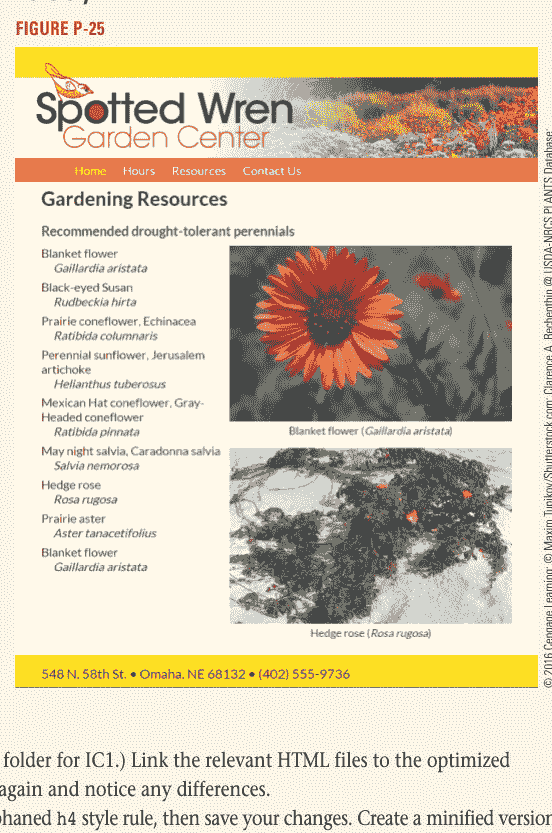 FIGURE P-25
Spotted Wren
Garden Center
Home Hours Resources Contact Us
Gardening Resources
Recommended drought-tolerant perennials
Blanket flower
Gaillardia aristata
Black-eyed Susan
Rudbeckia hirta
Prairie coneflower, Echinacea
Ratibida columnaris
Perennial sunflower, Jerusalem
artichoke
Helianthus tuberosus
Mexican Hat coneflower, Gray-
Headed coneflower
Ratibida pinnata
May night salvia, Caradonna salvia
Salvia nemorosa
Hedge rose
Rosa rugosa
Prairie aster
Aster tanacetifolius
Blanket flower
Gaillardia aristata
Blanket flower (Gaillardia aristata)
Hedge rose (Rosa rugosa)
548 N. 58th St. • Omaha, NE 68132 • (402) 555-9736
© 2016 Cengage Learning; © Maxim Tupikov/Shutterstock.com; Clarence A. Rechenthin @ USDA-NRCS PLANTS Database
folder for IC1.) Link the relevant HTML files to the optimized
again and notice any differences.
phaned h4 style rule, then save your changes. Create a minified version